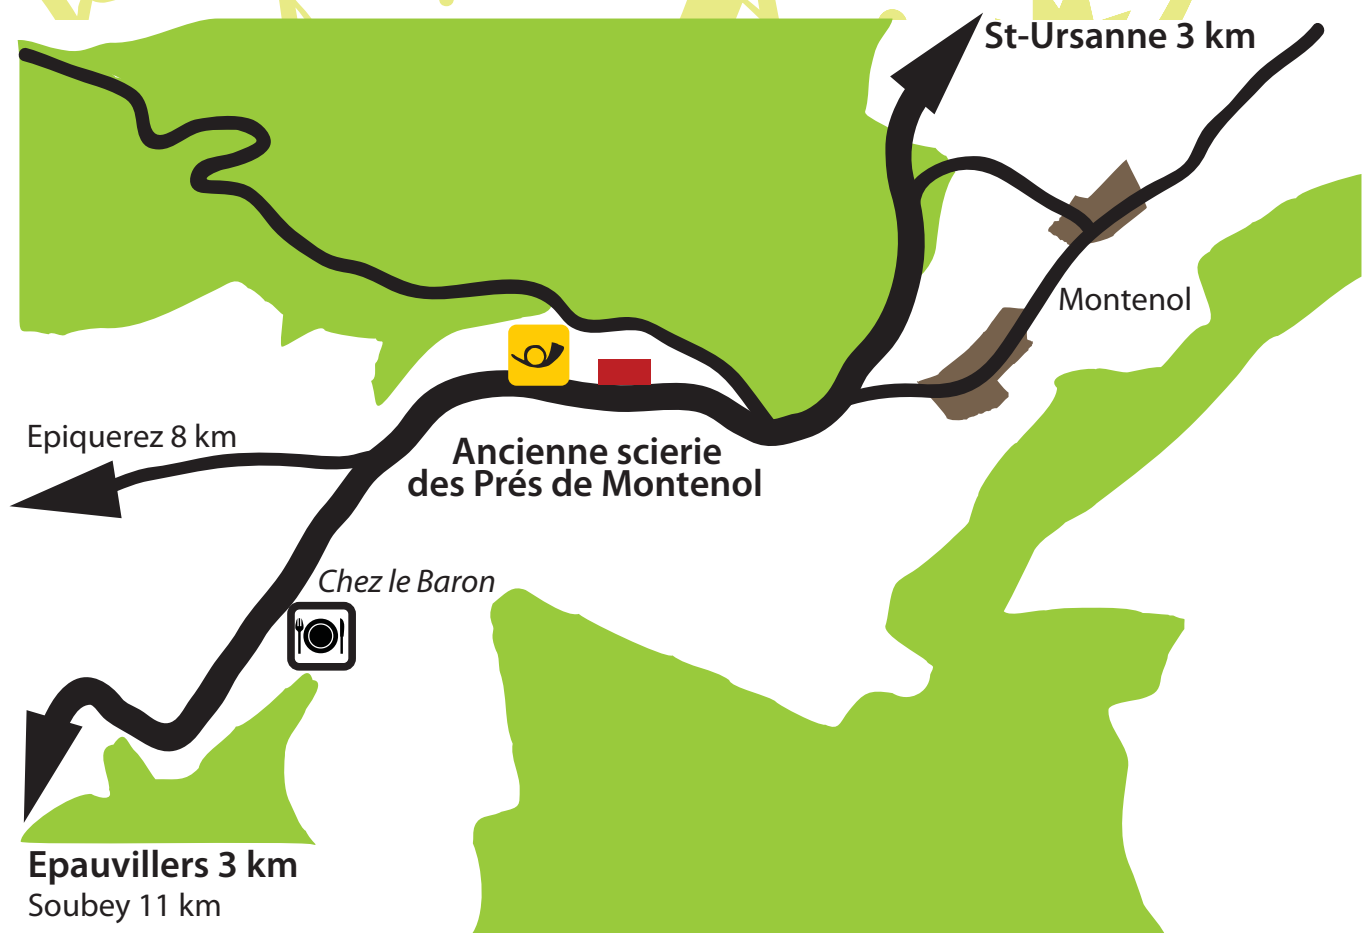 St-Ursanne 3 km
Montenol
Epiquerez 8 km
Ancienne scierie
des Prés de Montenol
Chez le Baron
Epauvillers 3 km
Soubey 11 km